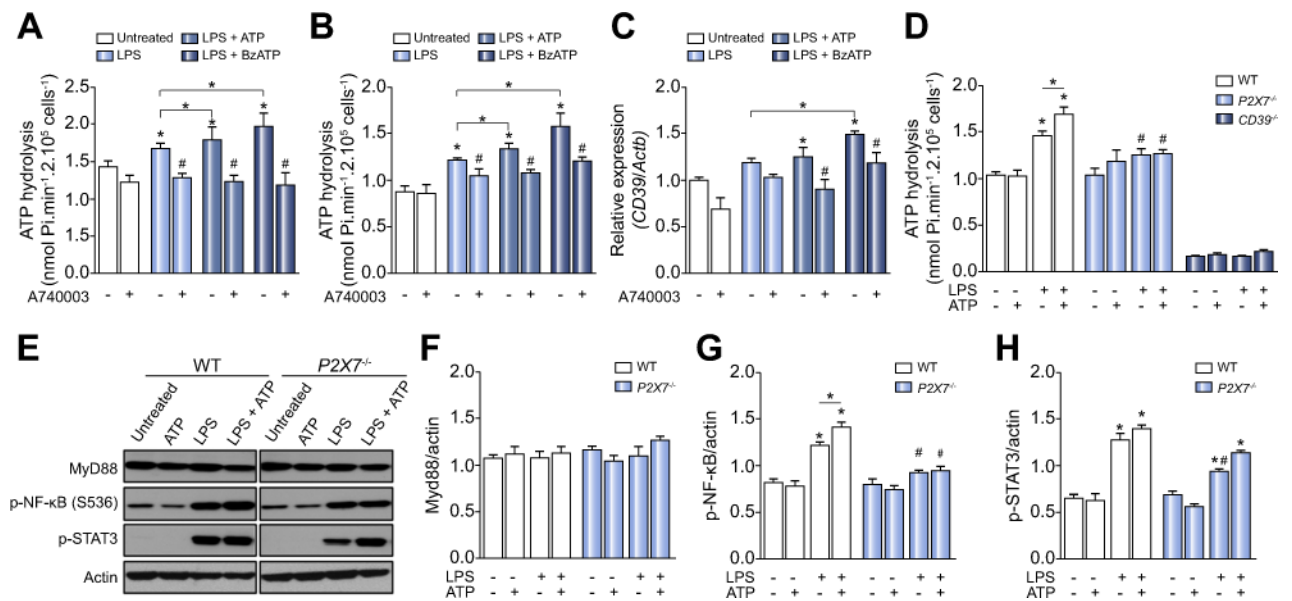 A
Untreated LPS + ATP
LPS LPS + BzATP
ATP hydrolysis
(nmol Pi.min⁻¹.2.10⁵ cells⁻¹)
2.5
2.0
1.5
1.0
0.5
0.0
*
*
* # * # * #
- + - + - + - +
A740003
B
Untreated LPS + ATP
LPS LPS + BzATP
ATP hydrolysis
(nmol Pi.min⁻¹.2.10⁵ cells⁻¹)
2.0
1.5
1.0
0.5
0.0
*
*
* # * # * #
- + - + - + - +
A740003
C
Untreated LPS + ATP
LPS LPS + BzATP
Relative expression
(CD39/Actb)
2.0
1.5
1.0
0.5
0.0
*
* # * #
- + - + - + - +
A740003
D
WT
P2X7⁻/⁻
CD39⁻/⁻
ATP hydrolysis
(nmol Pi.min⁻¹.2.10⁵ cells⁻¹)
2.0
1.5
1.0
0.5
0.0
*
* * # #
LPS - - + + - - + + - - + +
ATP - + - + - + - + - + - +
E
WT P2X7⁻/⁻
Untreated ATP LPS LPS + ATP Untreated ATP LPS LPS + ATP
MyD88
p-NF-κB (S536)
p-STAT3
Actin
F
WT
P2X7⁻/⁻
Myd88/actin
2.0
1.5
1.0
0.5
0.0
LPS - - + + - - + +
ATP - + - + - + - +
G
WT
P2X7⁻/⁻
p-NF-κB/actin
2.0
1.5
1.0
0.5
0.0
*
* * # #
LPS - - + + - - + +
ATP - + - + - + - +
H
WT
P2X7⁻/⁻
p-STAT3/actin
2.0
1.5
1.0
0.5
0.0
* * *# *
LPS - - + + - - + +
ATP - + - + - + - +